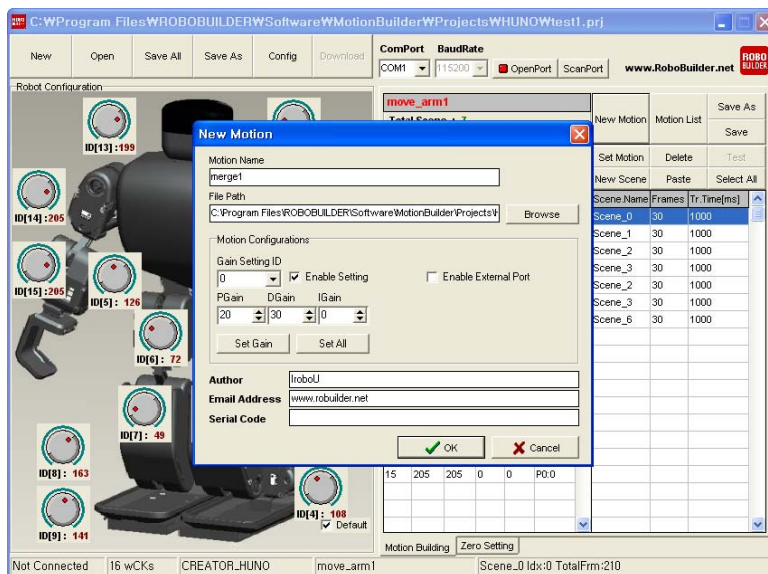 C:₩Program Files₩ROBOBUILDER₩Software₩MotionBuilder₩Projects₩HUNO₩test1.prj
New Open Save All Save As Config Download
ComPort BaudRate
COM1 115200 OpenPort ScanPort
www.RoboBuilder.net
ROBO
BUILDER
Robot Configuration
ID[13]:199
ID[14]:205
ID[15]:205
ID[5]: 126
ID[6]: 72
ID[7]: 49
ID[8]: 163
ID[9]: 141
ID[4]: 108
Default
move_arm1
Total Scene : 7
New Motion Motion List Save As
Save
Set Motion Delete Test
New Scene Paste Select All
Scene.Name Frames Tr.Time[ms]
Scene_0 30 1000
Scene_1 30 1000
Scene_2 30 1000
Scene_3 30 1000
Scene_2 30 1000
Scene_3 30 1000
Scene_6 30 1000
New Motion
Motion Name
merge1
File Path
C:₩Program Files₩ROBOBUILDER₩Software₩MotionBuilder₩Projects₩
Browse
Motion Configurations
Gain Setting ID
0 Enable Setting Enable External Port
PGain DGain IGain
20 30 0
Set Gain Set All
Author IroboU
Email Address www.robuilder.net
Serial Code
OK Cancel
15 205 205 0 0 P0:0
Motion Building Zero Setting
Not Connected 16 wCKs CREATOR_HUNO move_arm1 Scene_0 Idx:0 TotalFrm:210